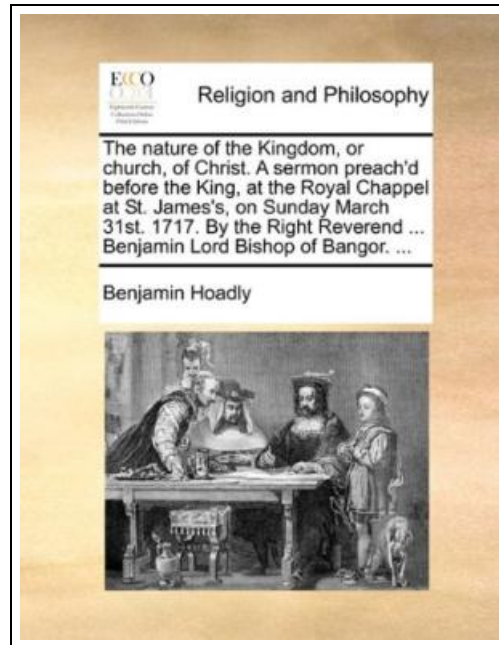 ECCO
Religion and Philosophy
The nature of the Kingdom, or
church, of Christ. A sermon preach'd
before the King, at the Royal Chappel
at St. James's, on Sunday March
31st. 1717. By the Right Reverend ...
Benjamin Lord Bishop of Bangor. ...
Benjamin Hoadly